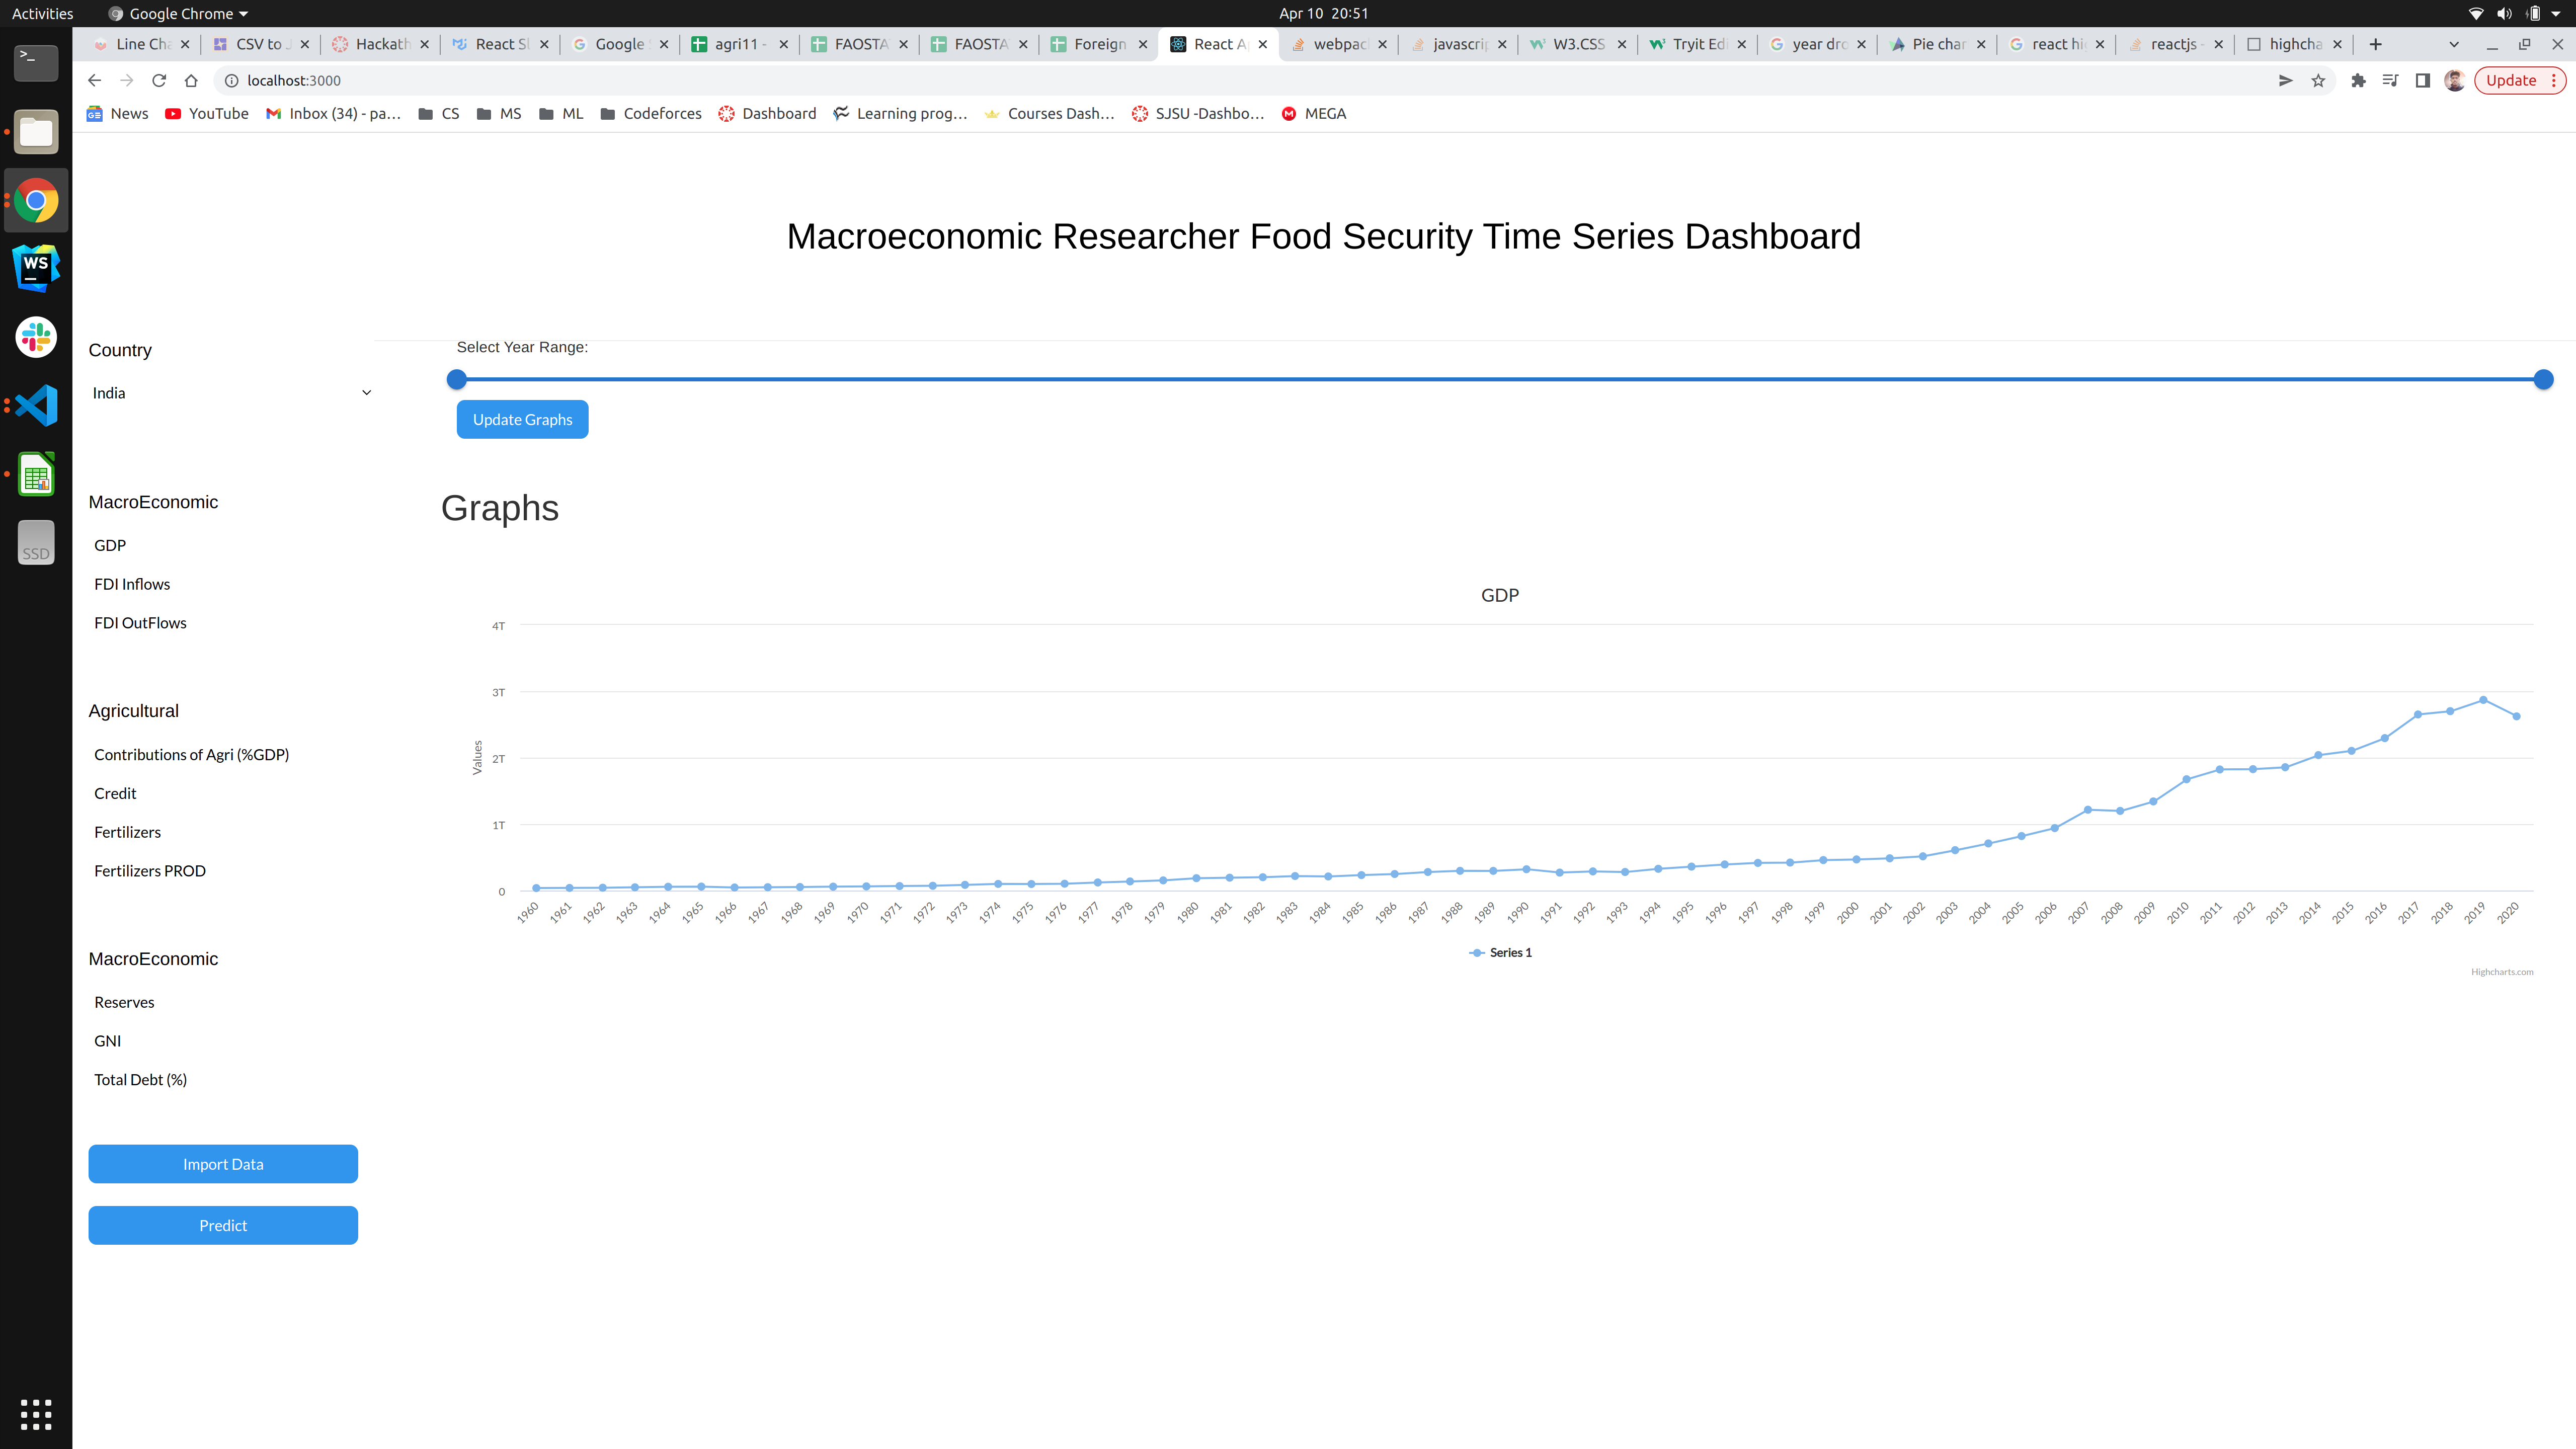 Activities Google Chrome Apr 10 20:51
Line Cha CSV to J Hackath React Sl Google S agri11 - FAOSTA FAOSTA Foreign React A webpac javascrip W3.CSS Tryit Edi year dro Pie char react hi reactjs - highcha
localhost:3000 Update
News YouTube Inbox (34) - pa... CS MS ML Codeforces Dashboard Learning prog... Courses Dash... SJSU -Dashbo... MEGA
WS
SSD
Macroeconomic Researcher Food Security Time Series Dashboard
Country
India
MacroEconomic
GDP
FDI Inflows
FDI OutFlows
Agricultural
Contributions of Agri (%GDP)
Credit
Fertilizers
Fertilizers PROD
MacroEconomic
Reserves
GNI
Total Debt (%)
Import Data
Predict
Select Year Range:
Update Graphs
Graphs
GDP
Values
4T
3T
2T
1T
0
1960 1961 1962 1963 1964 1965 1966 1967 1968 1969 1970 1971 1972 1973 1974 1975 1976 1977 1978 1979 1980 1981 1982 1983 1984 1985 1986 1987 1988 1989 1990 1991 1992 1993 1994 1995 1996 1997 1998 1999 2000 2001 2002 2003 2004 2005 2006 2007 2008 2009 2010 2011 2012 2013 2014 2015 2016 2017 2018 2019 2020
Series 1
Highcharts.com